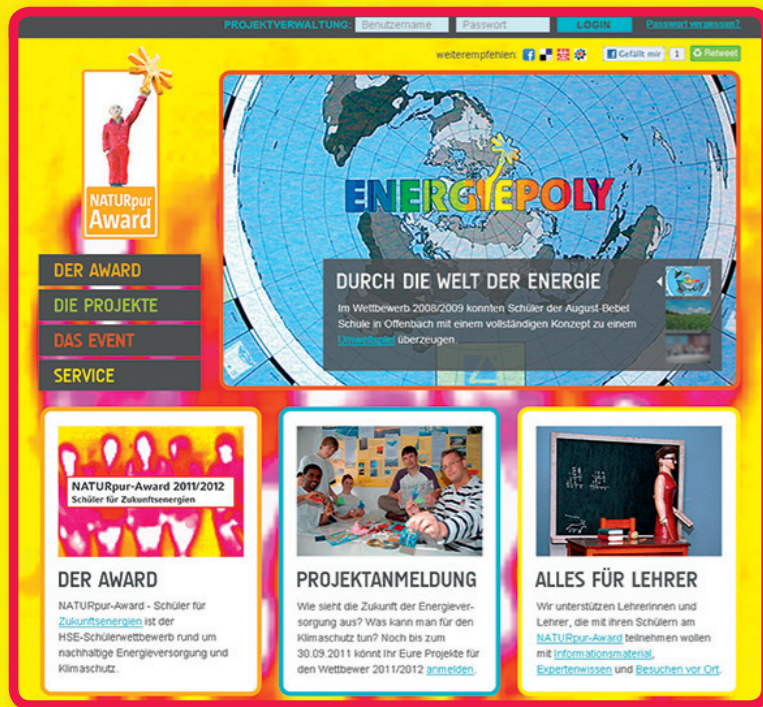 PROJEKTVERWALTUNG: Benutzername Passwort LOGIN Passwort vergessen?
weiterempfehlen: Gefällt mir 1 Retweet
NATURpur
Award
DER AWARD
DIE PROJEKTE
DAS EVENT
SERVICE
ENERGIEPOLY
DURCH DIE WELT DER ENERGIE
Im Wettbewerb 2008/2009 konnten Schüler der August-Bebel
Schule in Offenbach mit einem vollständigen Konzept zu einem
Umweltspiel überzeugen.
NATURpur-Award 2011/2012
Schüler für Zukunftsenergien
DER AWARD
NATURpur-Award - Schüler für
Zukunftsenergien ist der
HSE-Schülerwettbewerb rund um
nachhaltige Energieversorgung und
Klimaschutz.
PROJEKTANMELDUNG
Wie sieht die Zukunft der Energiever-
sorgung aus? Was kann man für den
Klimaschutz tun? Noch bis zum
30.09.2011 könnt Ihr Eure Projekte für
den Wettbewer 2011/2012 anmelden.
ALLES FÜR LEHRER
Wir unterstützen Lehrerinnen und
Lehrer, die mit ihren Schülern am
NATURpur-Award teilnehmen wollen
mit Informationsmaterial,
Expertenwissen und Besuchen vor Ort.